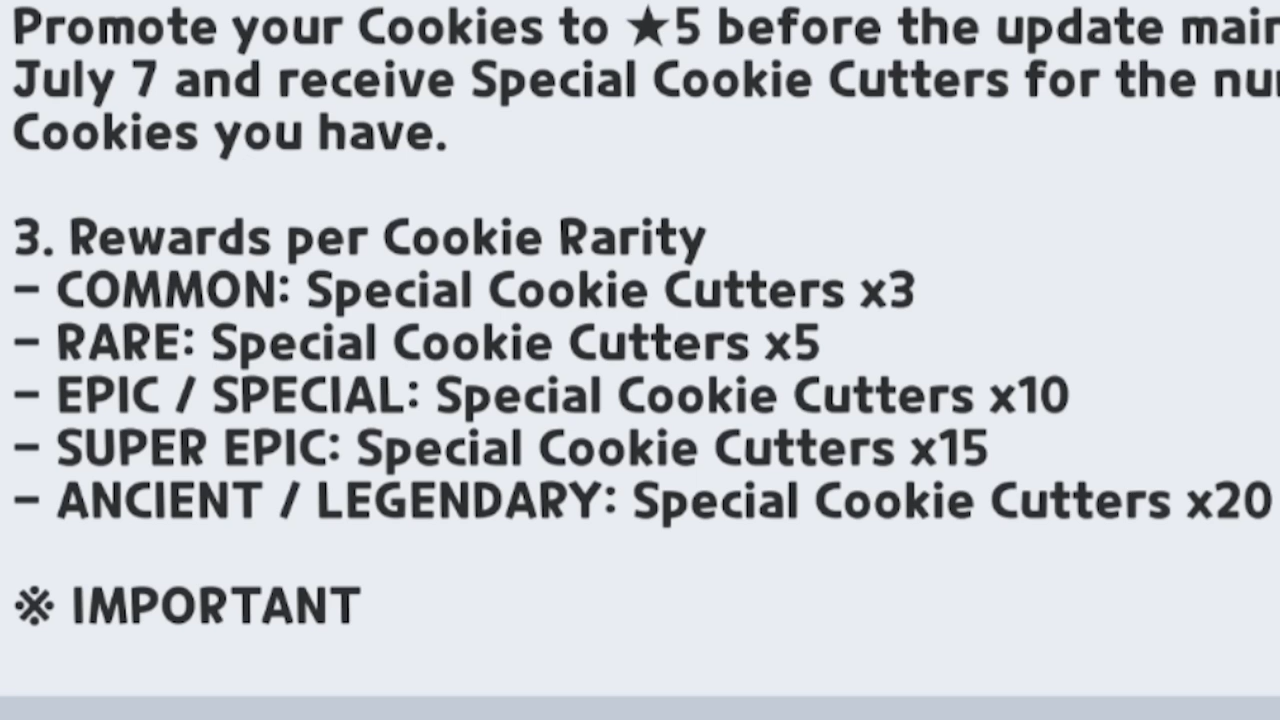 Promote your Cookies to ★5 before the update
July 7 and receive Special Cookie Cutters for the
Cookies you have.
3. Rewards per Cookie Rarity
- COMMON: Special Cookie Cutters x3
- RARE: Special Cookie Cutters x5
- EPIC / SPECIAL: Special Cookie Cutters x10
- SUPER EPIC: Special Cookie Cutters x15
- ANCIENT / LEGENDARY: Special Cookie Cutters x20
※ IMPORTANT